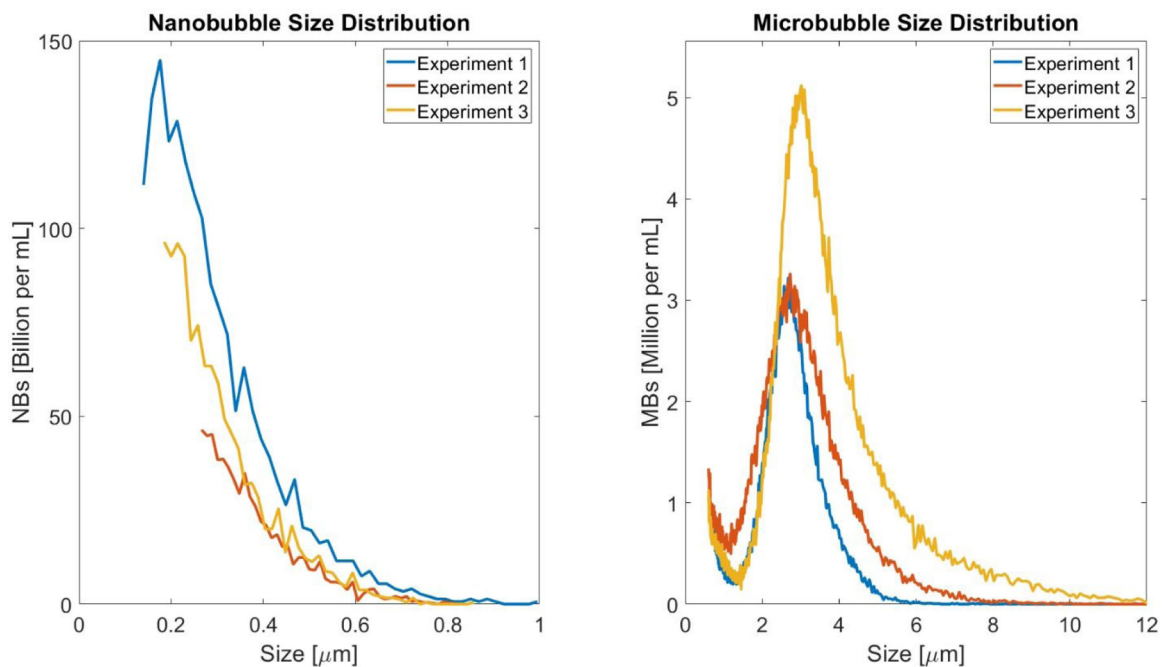 Nanobubble Size Distribution
150
100
50
0
NBs [Billion per mL]
0 0.2 0.4 0.6 0.8 1
Size [μm]
Experiment 1
Experiment 2
Experiment 3
Microbubble Size Distribution
5
4
3
2
1
0
MBs [Million per mL]
0 2 4 6 8 10 12
Size [μm]
Experiment 1
Experiment 2
Experiment 3